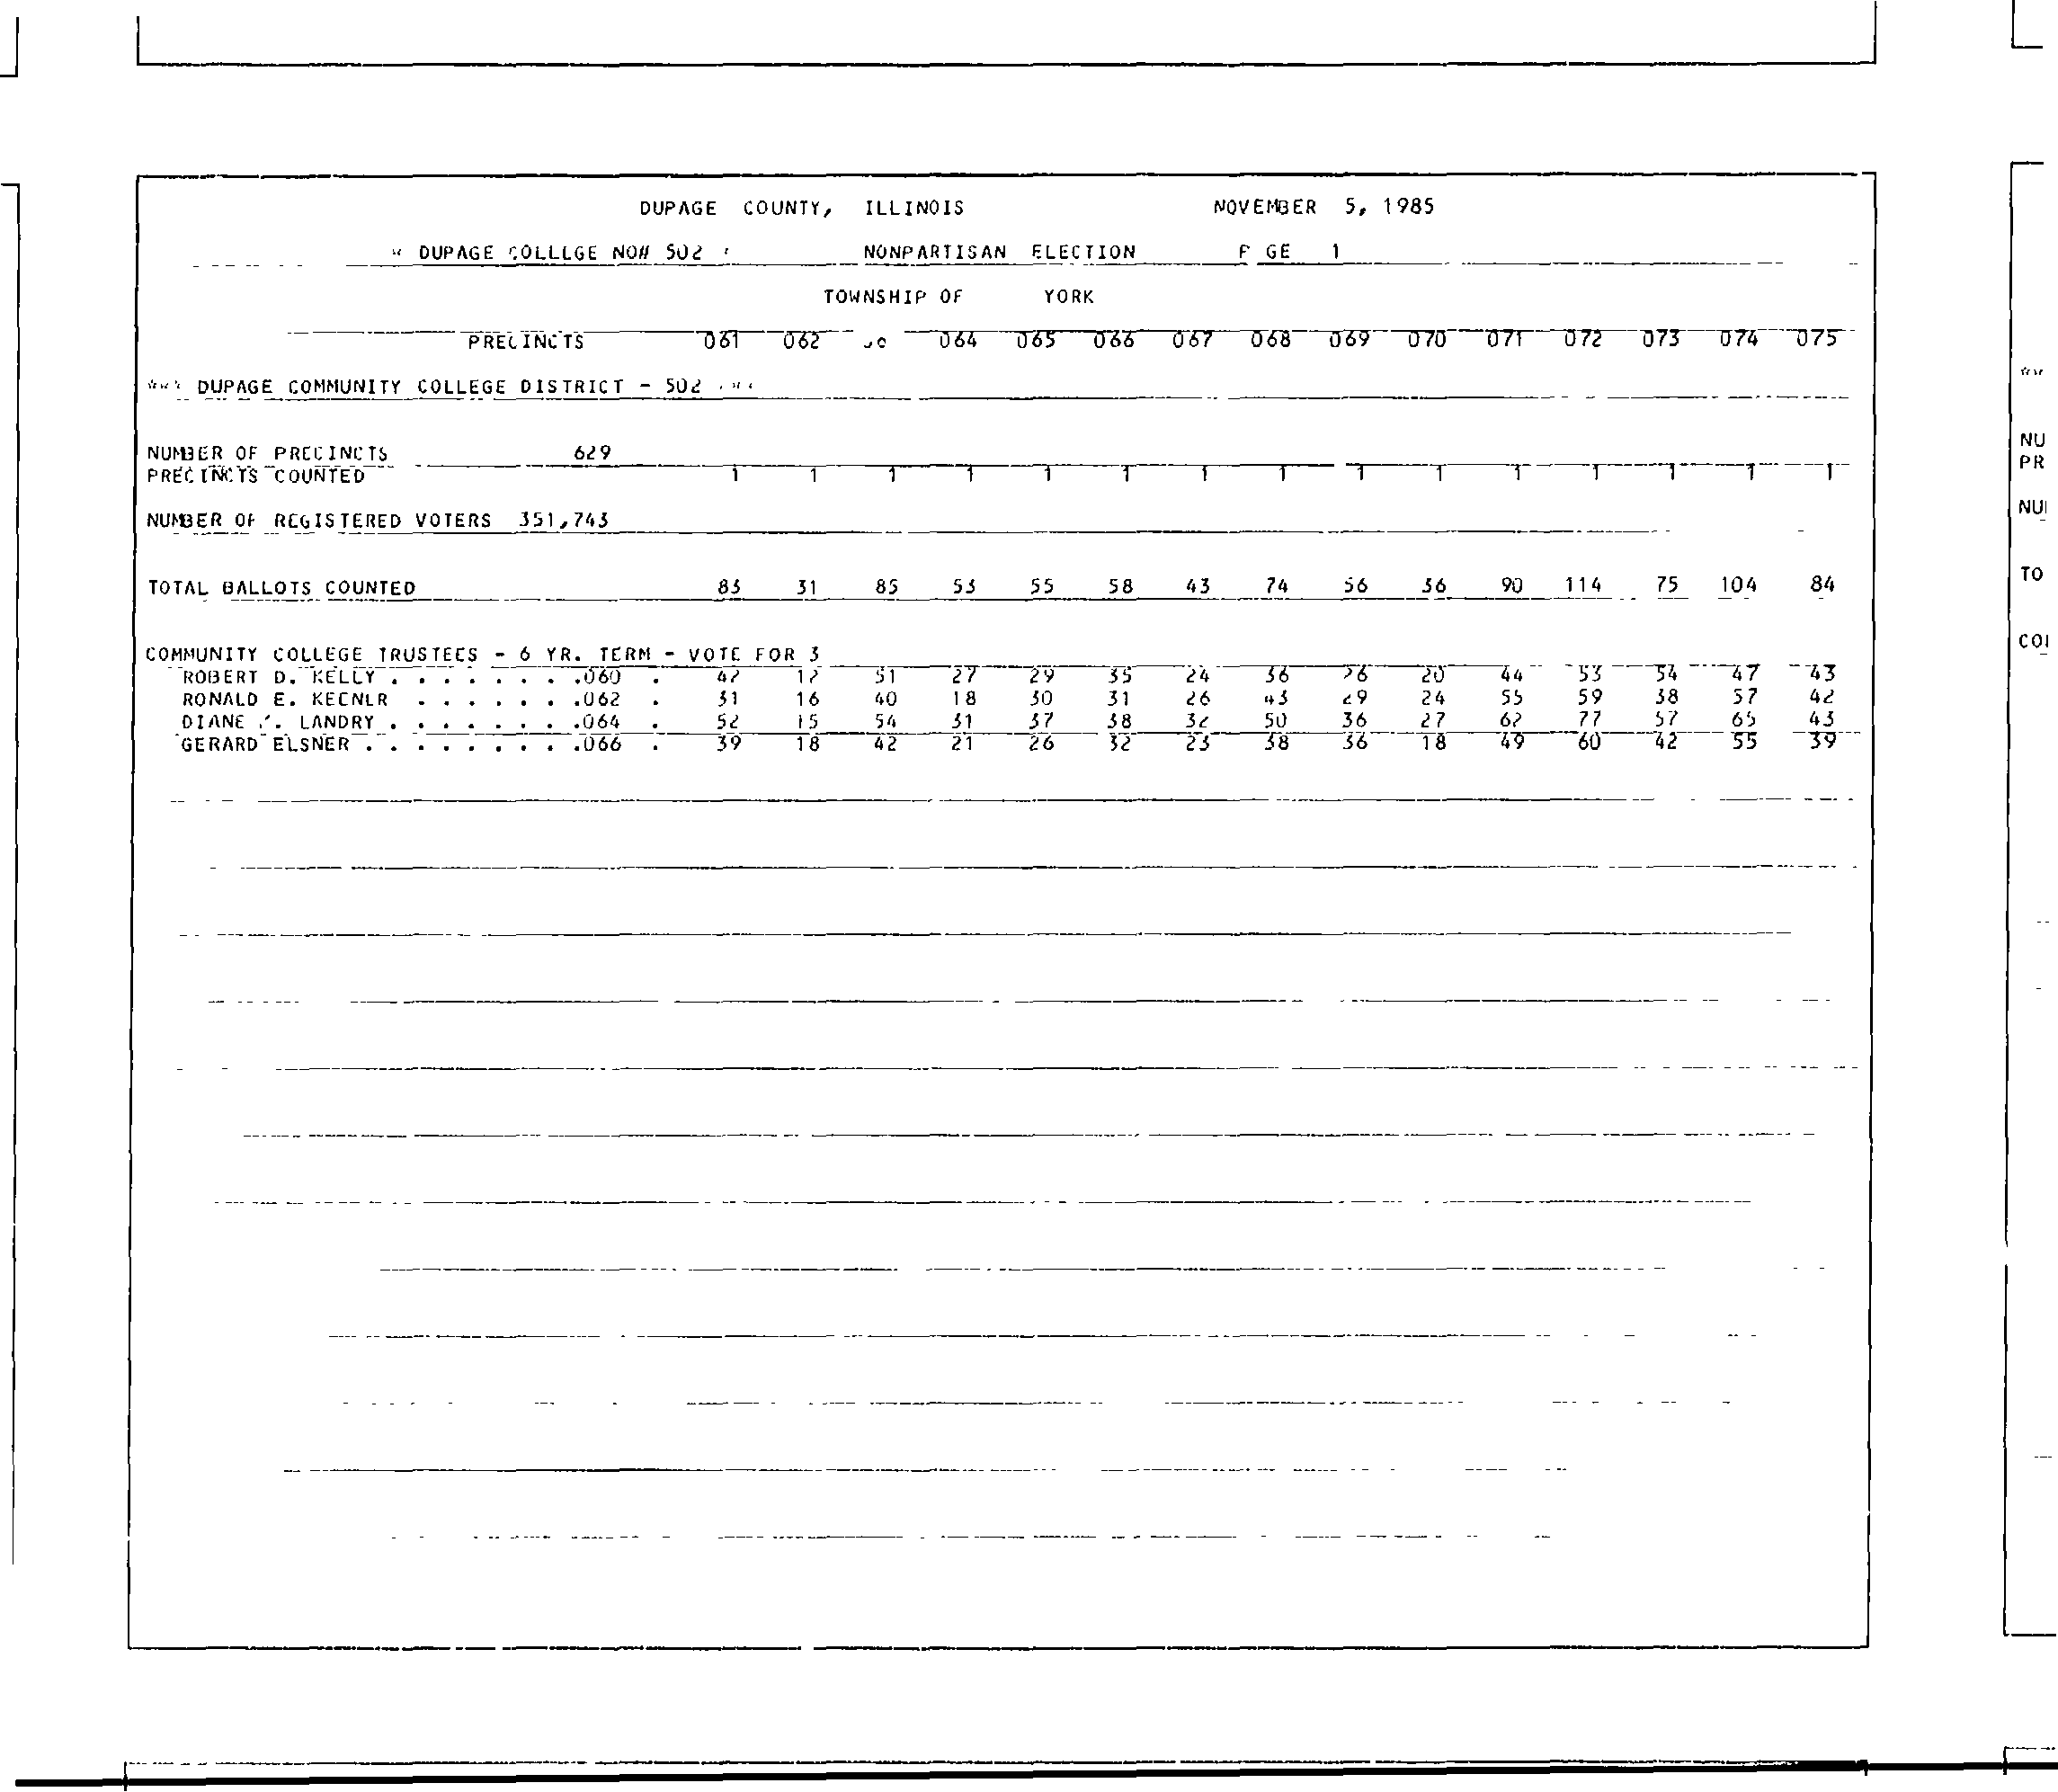 DUPAGE COUNTY, ILLINOIS NOVEMBER 5, 1985
DUPAGE COLLLGE NO# 502 NONPARTISAN ELECTION GE 1
TOWNSHIP OF YORK
PRECINCTS 061 062 064 065 066 067 068 069 070 071 072 073 074 075
*** DUPAGE COMMUNITY COLLEGE DISTRICT - 502 ***
NUMBER OF PRECINCTS 629
PRECINCTS COUNTED 1 1 1 1 1 1 1 1 1 1 1 1 1 1 1
NUMBER OF REGISTERED VOTERS 351,743
TOTAL BALLOTS COUNTED 83 31 85 53 55 58 43 74 56 36 90 114 75 104 84
COMMUNITY COLLEGE TRUSTEES - 6 YR. TERM - VOTE FOR 3
ROBERT D. KELLY . . . . . . . .060 . 42 12 51 27 29 35 24 36 26 20 44 53 54 47 43
RONALD E. KEENLR . . . . . . .062 . 31 16 40 18 30 31 26 43 29 24 55 59 38 57 42
DIANE LANDRY . . . . . . . .064 . 52 15 54 31 37 38 32 50 36 27 62 77 57 65 43
GERARD ELSNER . . . . . . . . .066 . 39 18 42 21 26 32 23 38 36 18 49 60 42 55 39
**
NU
PR
NU
TO
CO